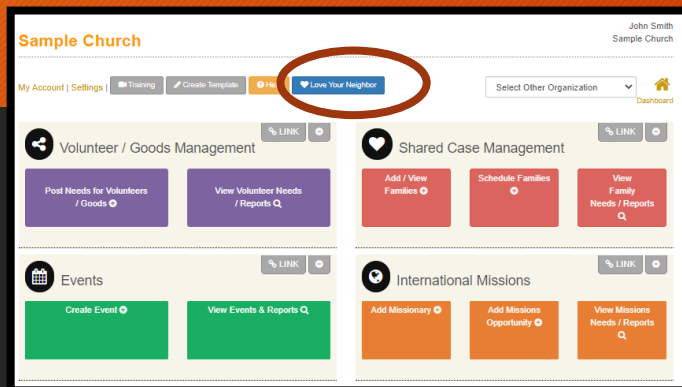 John Smith
Sample Church
Sample Church
My Account | Settings | Training Create Template Love Your Neighbor
Select Other Organization
Dashboard
Volunteer / Goods Management
LINK
Post Needs for Volunteers / Goods
View Volunteer Needs / Reports
Shared Case Management
LINK
Add / View Families
Schedule Families
View Family Needs / Reports
Events
LINK
Create Event
View Events & Reports
International Missions
LINK
Add Missionary
Add Missions Opportunity
View Missions Needs / Reports